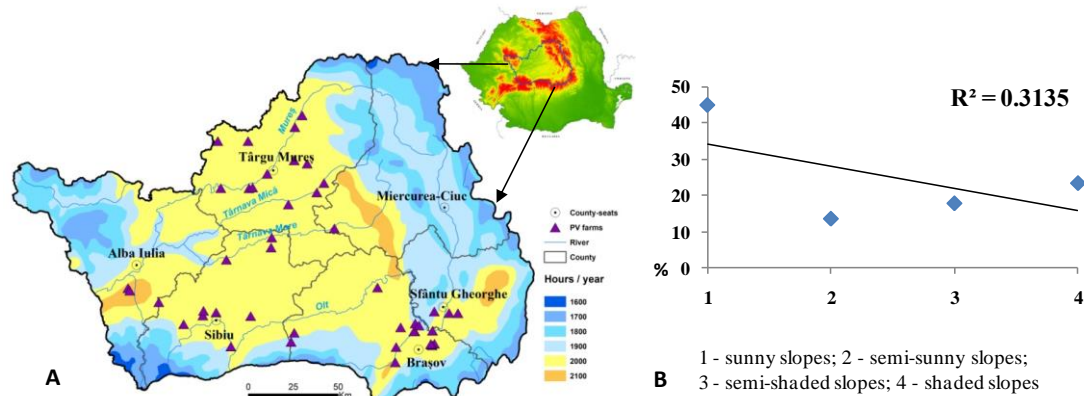 Mureș
Târgu Mureș
Târnava Mică
Miercurea-Ciuc
Târnava Mare
Alba Iulia
Olt
Sfântu Gheorghe
Sibiu
Brașov
A
0 25 50
Km
County-seats
PV farms
River
County
Hours / year
1600
1700
1800
1900
2000
2100
R² = 0.3135
50
40
30
20
10
0
%
1 2 3 4
B
1 - sunny slopes; 2 - semi-sunny slopes;
3 - semi-shaded slopes; 4 - shaded slopes